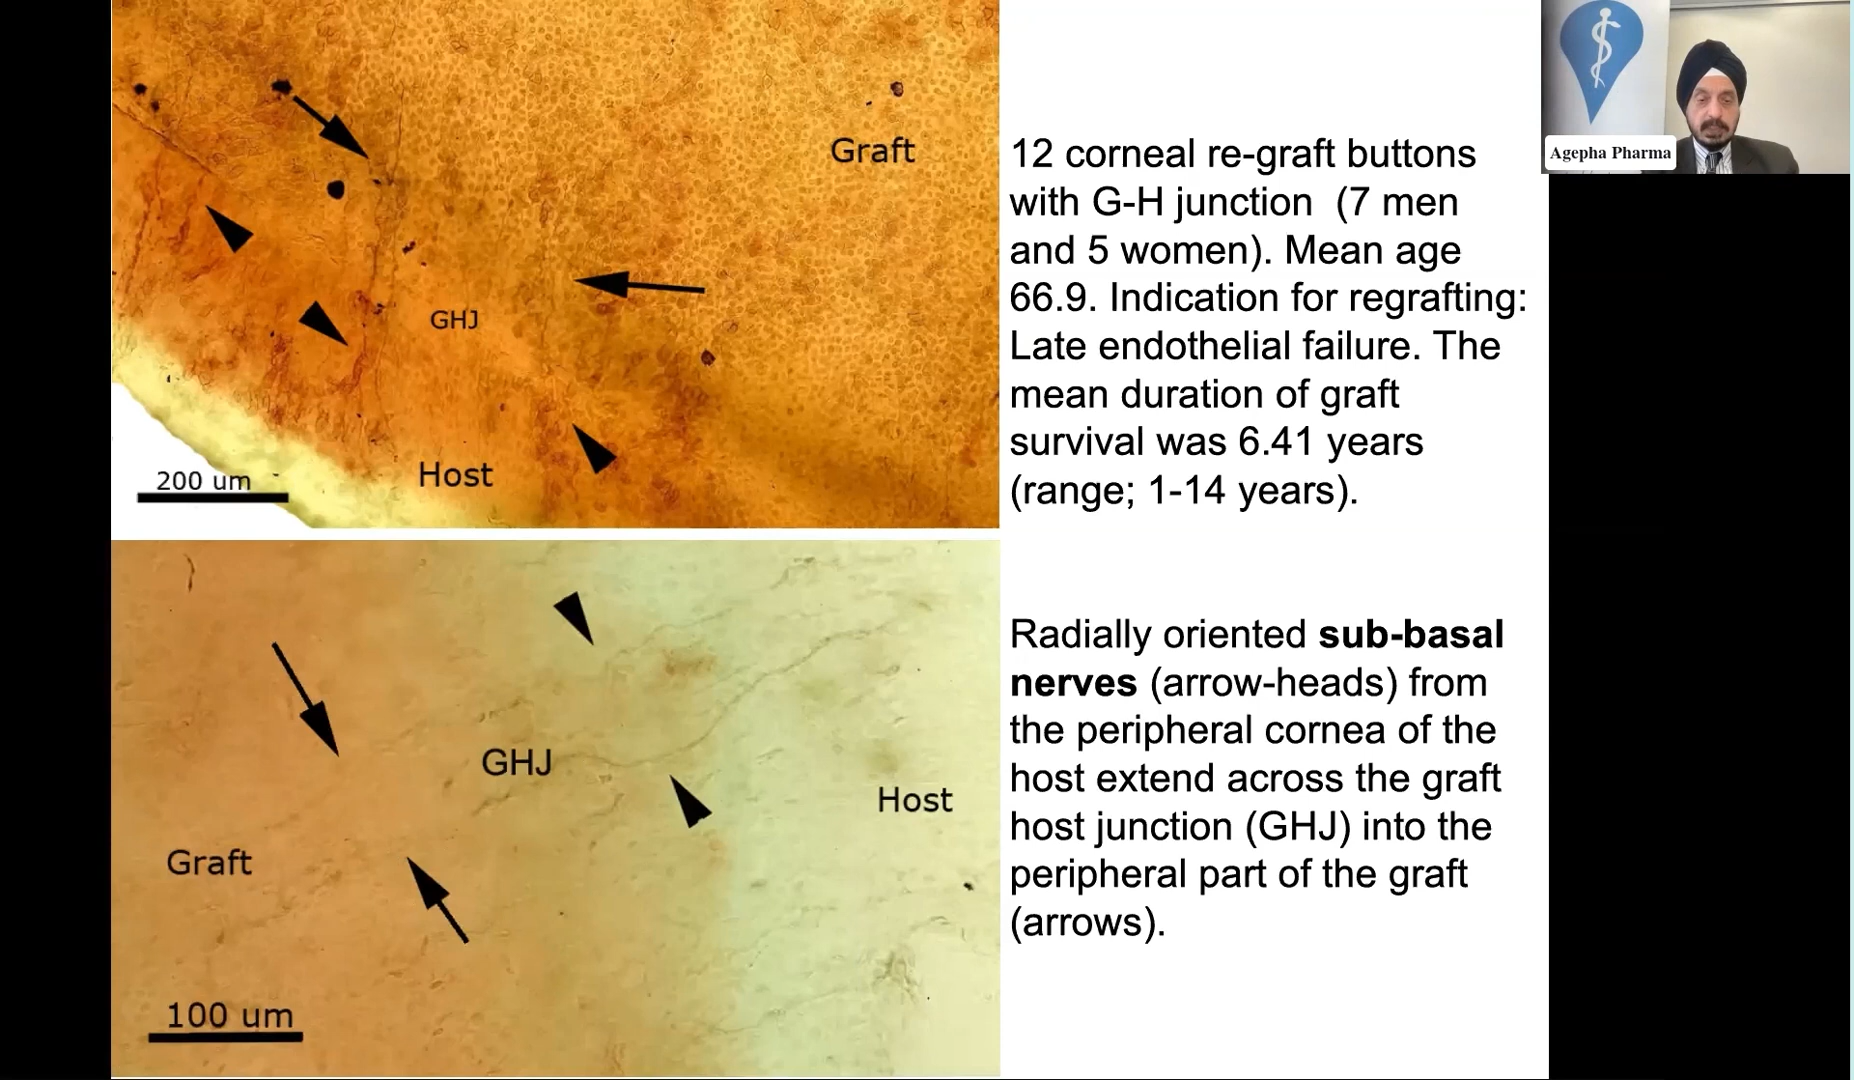 Graft
GHJ
Host
200 um
12 corneal re-graft buttons
with G-H junction (7 men
and 5 women). Mean age
66.9. Indication for regrafting:
Late endothelial failure. The
mean duration of graft
survival was 6.41 years
(range; 1-14 years).
Agepha Pharma
GHJ
Host
Graft
100 um
Radially oriented sub-basal
nerves (arrow-heads) from
the peripheral cornea of the
host extend across the graft
host junction (GHJ) into the
peripheral part of the graft
(arrows).